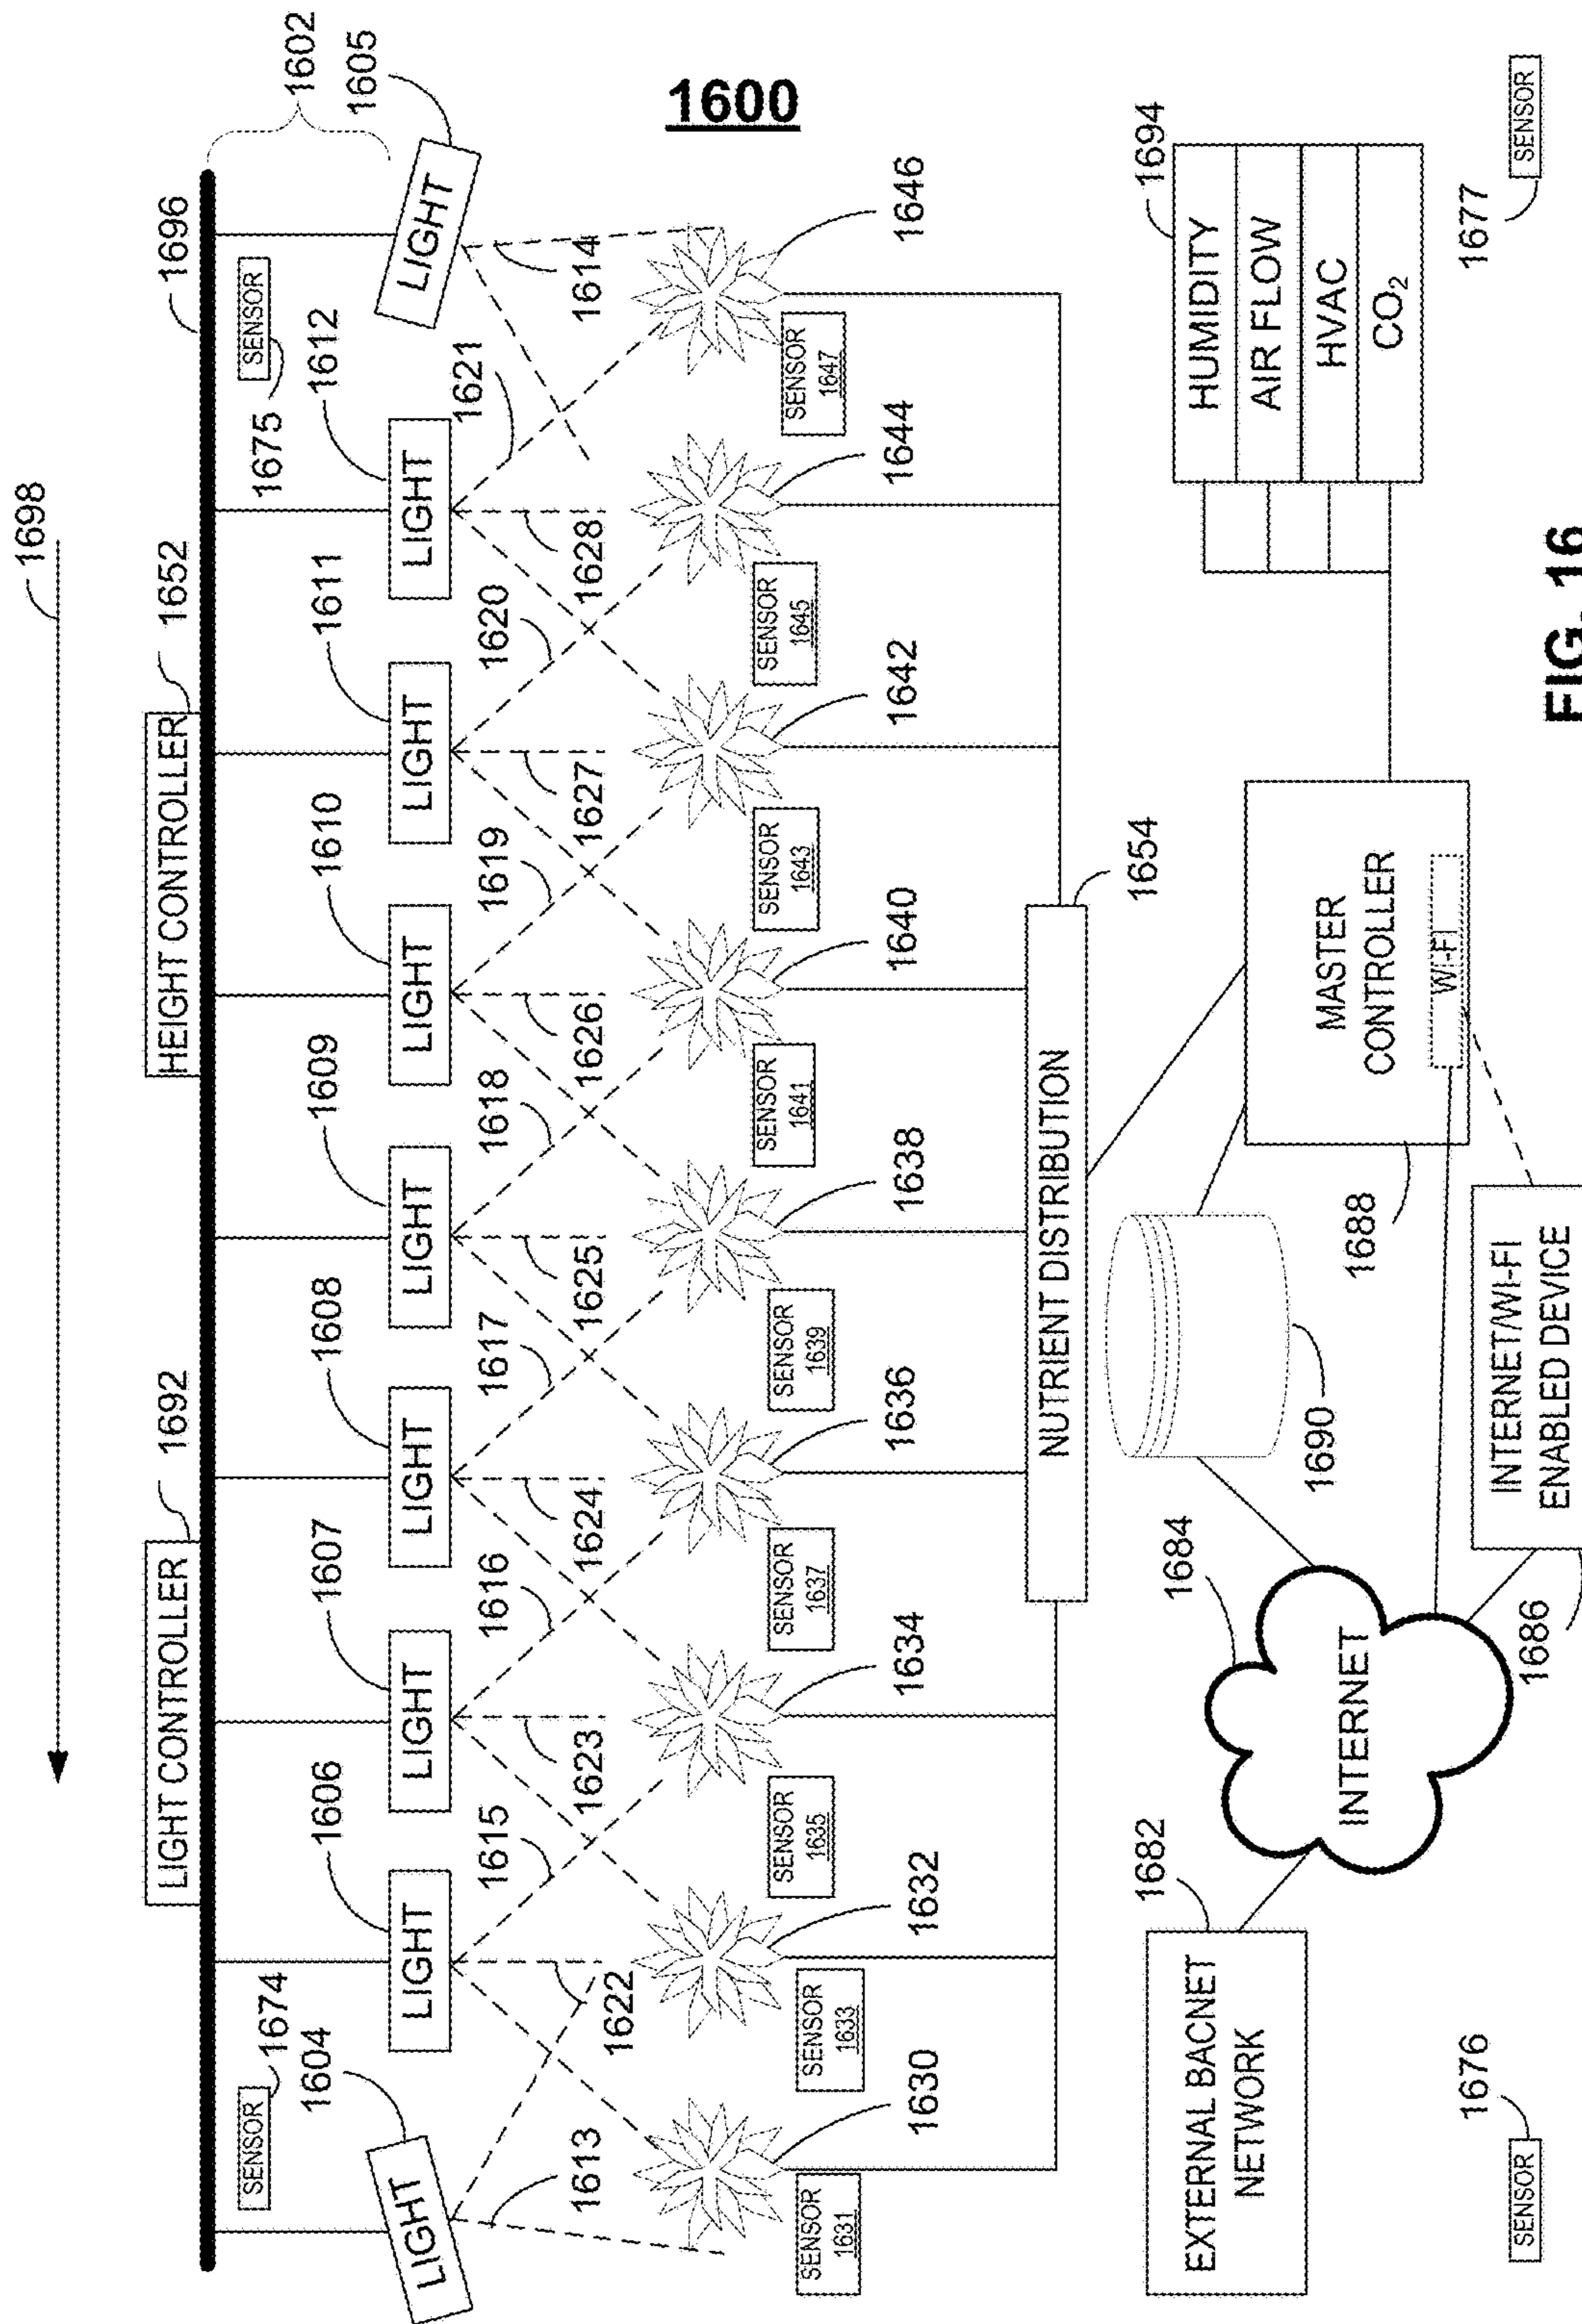 1698
LIGHT CONTROLLER
1692
HEIGHT CONTROLLER
1652
1696
1602
SENSOR
1674
1604
1606
1607
1608
1609
1610
1611
1612
SENSOR
1675
1605
LIGHT
LIGHT
LIGHT
LIGHT
LIGHT
LIGHT
LIGHT
LIGHT
LIGHT
1613
1615
1616
1617
1618
1619
1620
1621
1614
1622
1623
1624
1625
1626
1627
1628
1600
SENSOR
1631
SENSOR
1633
SENSOR
1635
SENSOR
1637
SENSOR
1639
SENSOR
1641
SENSOR
1643
SENSOR
1645
SENSOR
1647
1630
1632
1634
1636
1638
1640
1642
1644
1646
NUTRIENT DISTRIBUTION
1654
EXTERNAL BACNET
NETWORK
1682
INTERNET
1684
1690
MASTER
CONTROLLER
WI-FI
1688
HUMIDITY
AIR FLOW
HVAC
CO₂
1694
INTERNET/WI-FI
ENABLED DEVICE
1686
SENSOR
1676
SENSOR
1677
FIG. 16